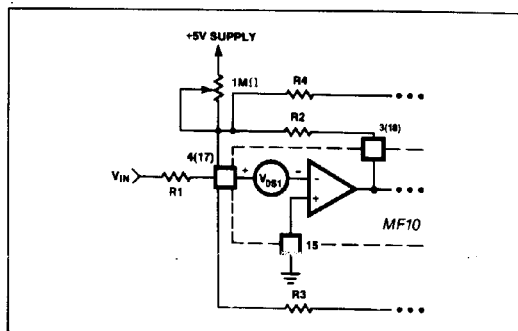 +5V SUPPLY
1MΩ
R4
R2
3(18)
4(17)
VIN
R1
+
VOS1
-
-
+
MF10
15
R3